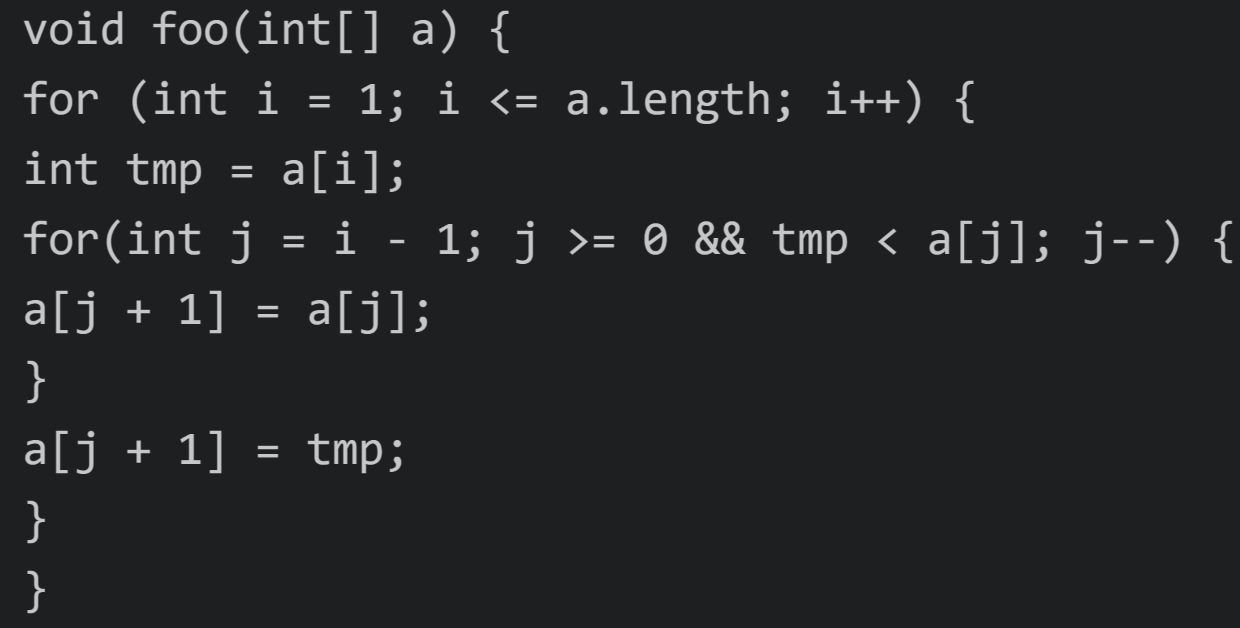 void foo(int[] a) {
for (int i = 1; i <= a.length; i++) {
int tmp = a[i];
for(int j = i - 1; j >= 0 && tmp < a[j]; j--) {
a[j + 1] = a[j];
}
a[j + 1] = tmp;
}
}